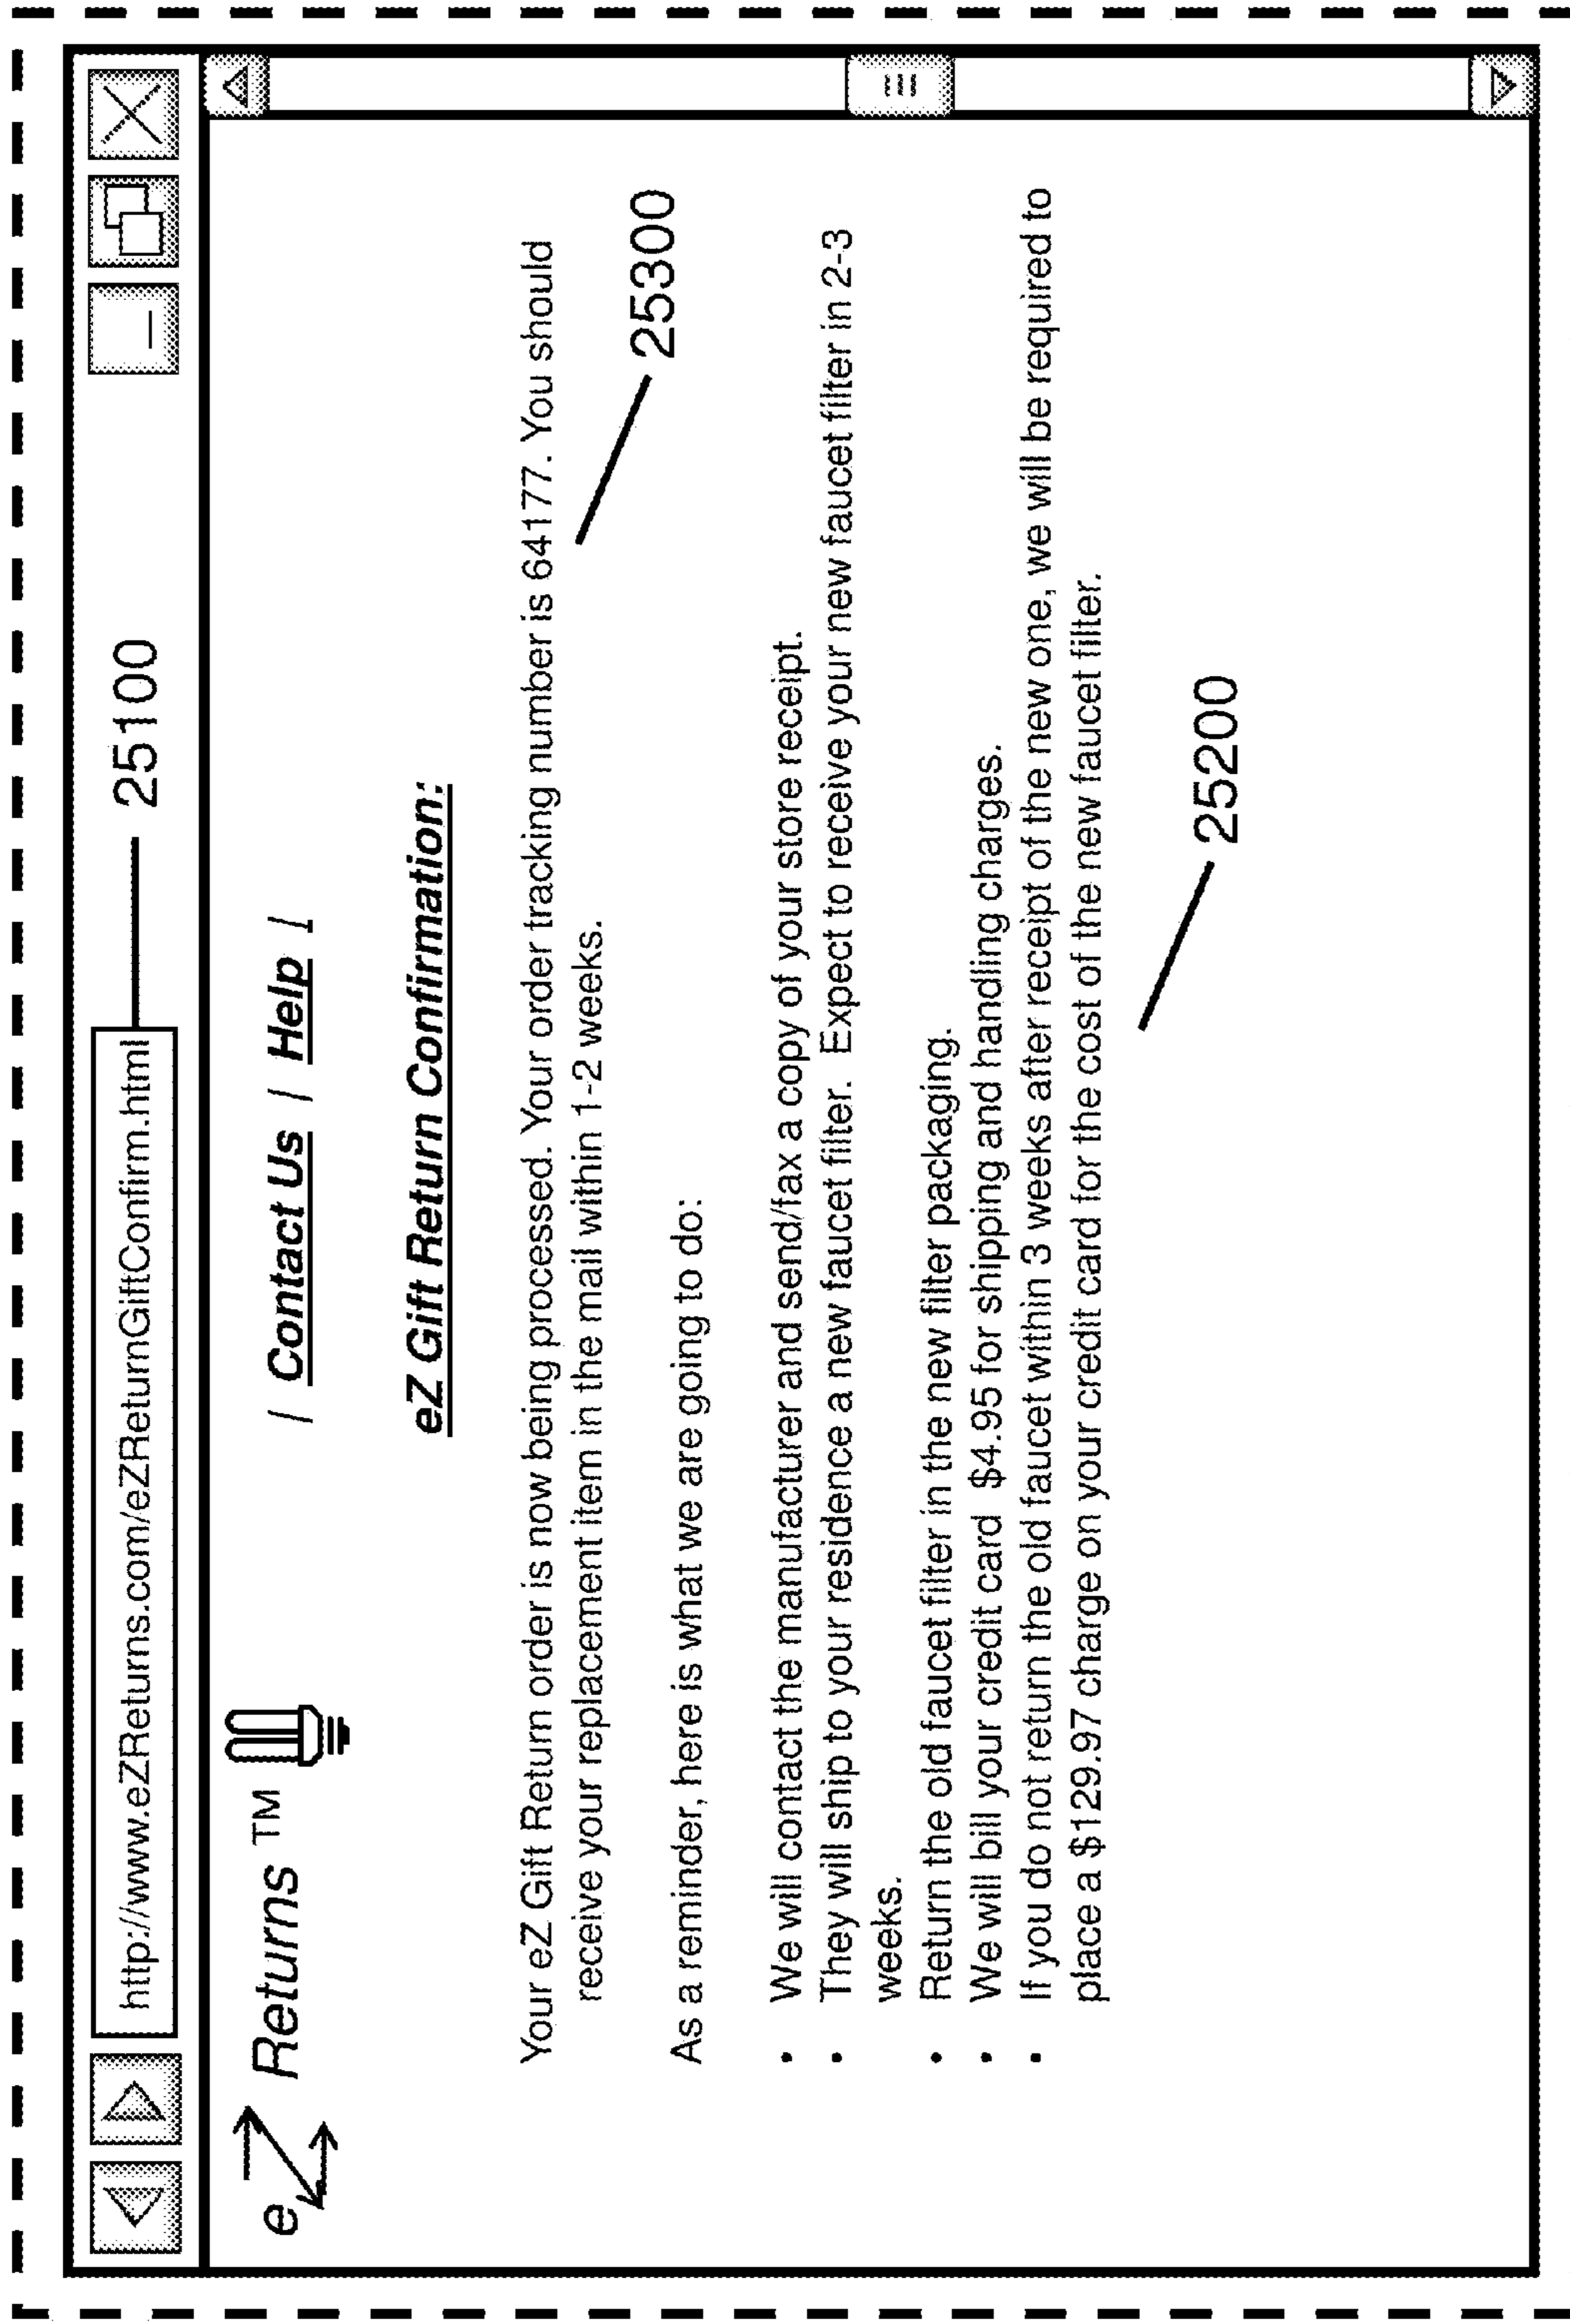 http://www.eZReturns.com/eZReturnGiftConfirm.html 25100
eZ Returns ™
/ Contact Us / Help /
eZ Gift Return Confirmation:
Your eZ Gift Return order is now being processed. Your order tracking number is 64177. You should
receive your replacement item in the mail within 1-2 weeks.
25300
As a reminder, here is what we are going to do:
• We will contact the manufacturer and send/fax a copy of your store receipt.
• They will ship to your residence a new faucet filter. Expect to receive your new faucet filter in 2-3
weeks.
• Return the old faucet filter in the new filter packaging.
• We will bill your credit card $4.95 for shipping and handling charges.
• If you do not return the old faucet within 3 weeks after receipt of the new one, we will be required to
place a $129.97 charge on your credit card for the cost of the new faucet filter.
25200